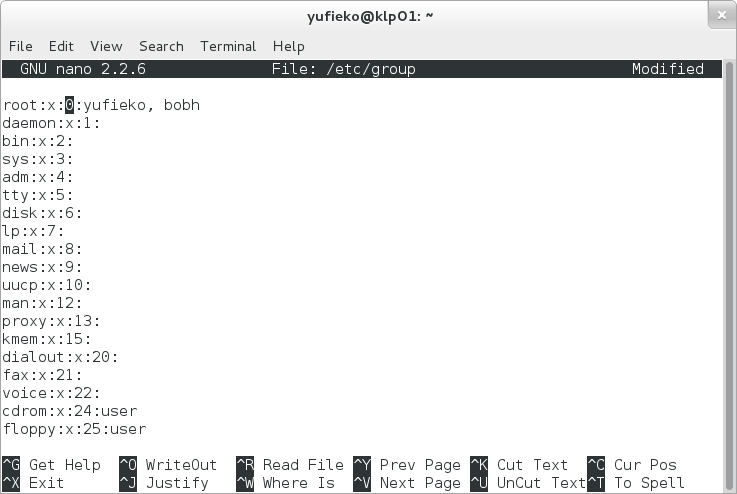 yufieko@klp01: ~
×
File Edit View Search Terminal Help
GNU nano 2.2.6 File: /etc/group Modified
root:x:0:yufieko, bobh
daemon:x:1:
bin:x:2:
sys:x:3:
adm:x:4:
tty:x:5:
disk:x:6:
lp:x:7:
mail:x:8:
news:x:9:
uucp:x:10:
man:x:12:
proxy:x:13:
kmem:x:15:
dialout:x:20:
fax:x:21:
voice:x:22:
cdrom:x:24:user
floppy:x:25:user
^G Get Help ^O WriteOut ^R Read File ^Y Prev Page ^K Cut Text ^C Cur Pos
^X Exit ^J Justify ^W Where Is ^V Next Page ^U UnCut Text^T To Spell